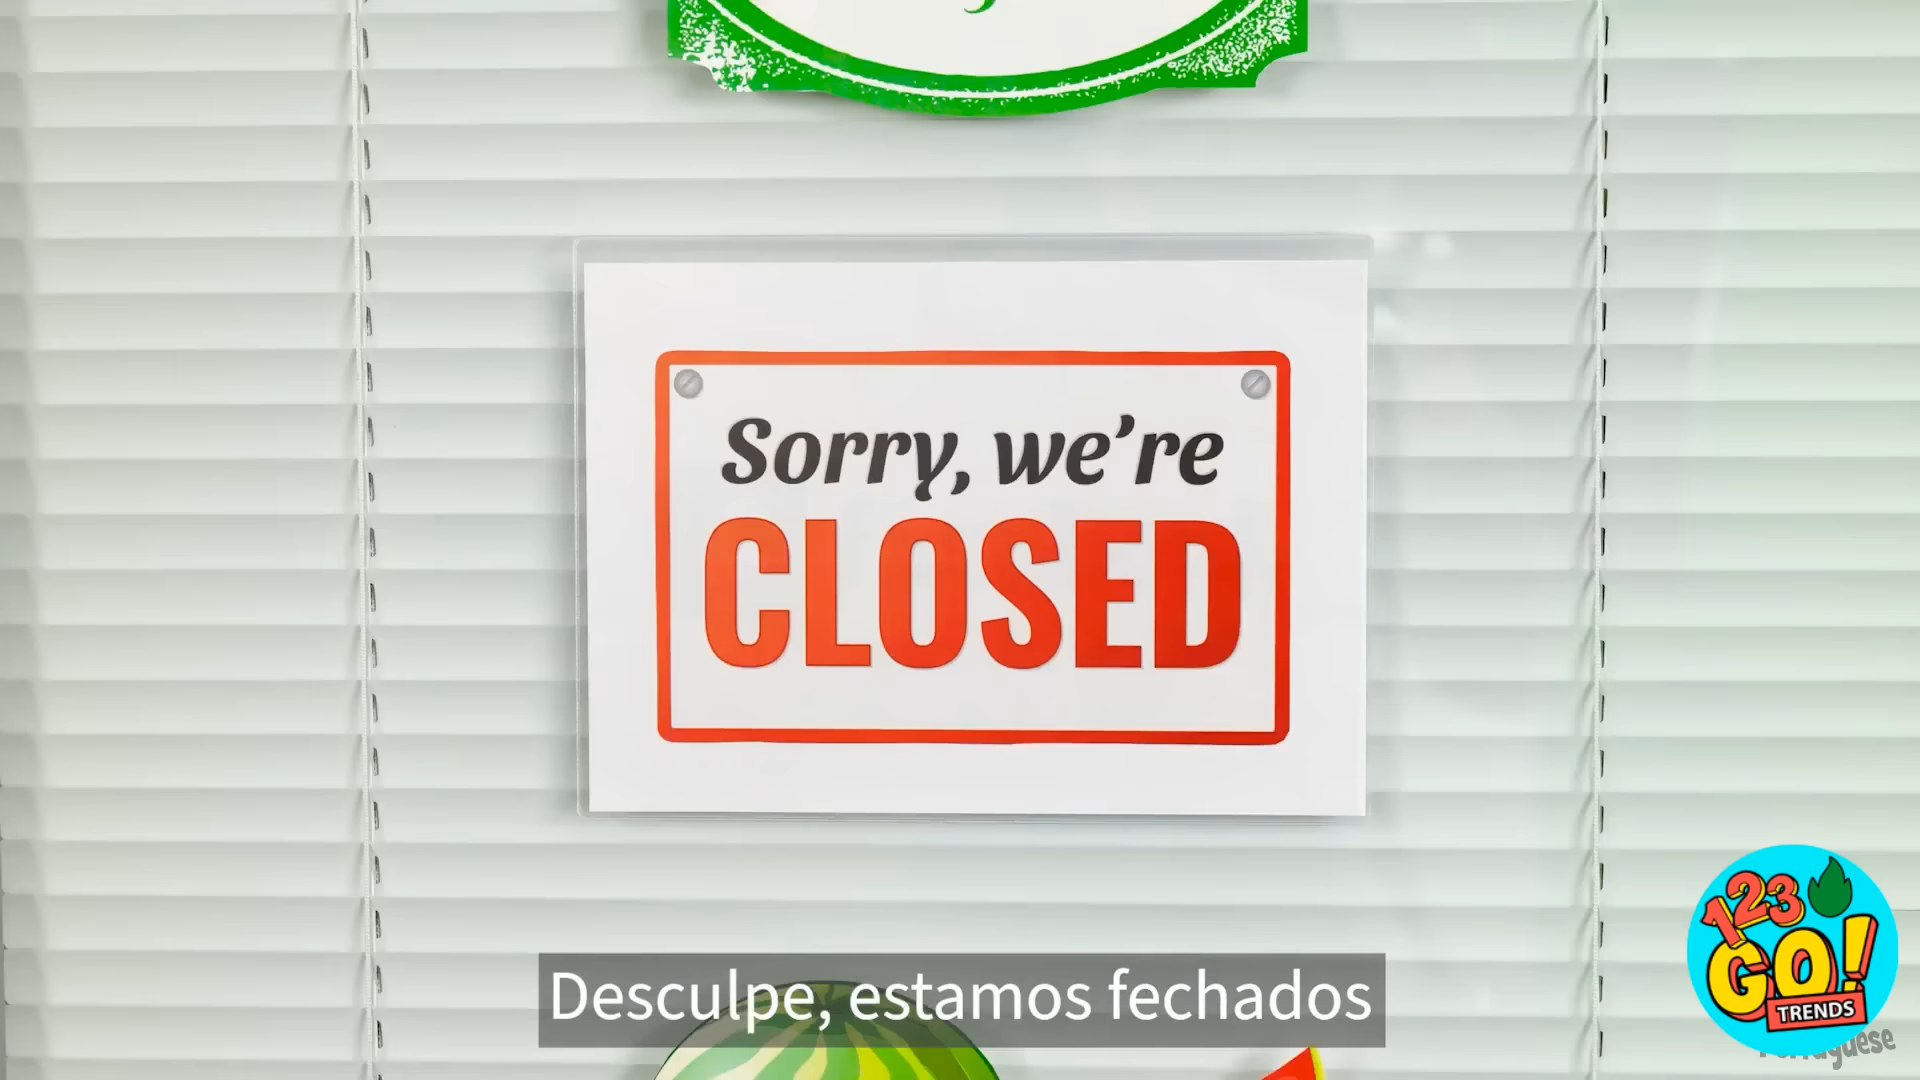 Sorry, we're
CLOSED
Desculpe, estamos fechados
123
GO!
TRENDS